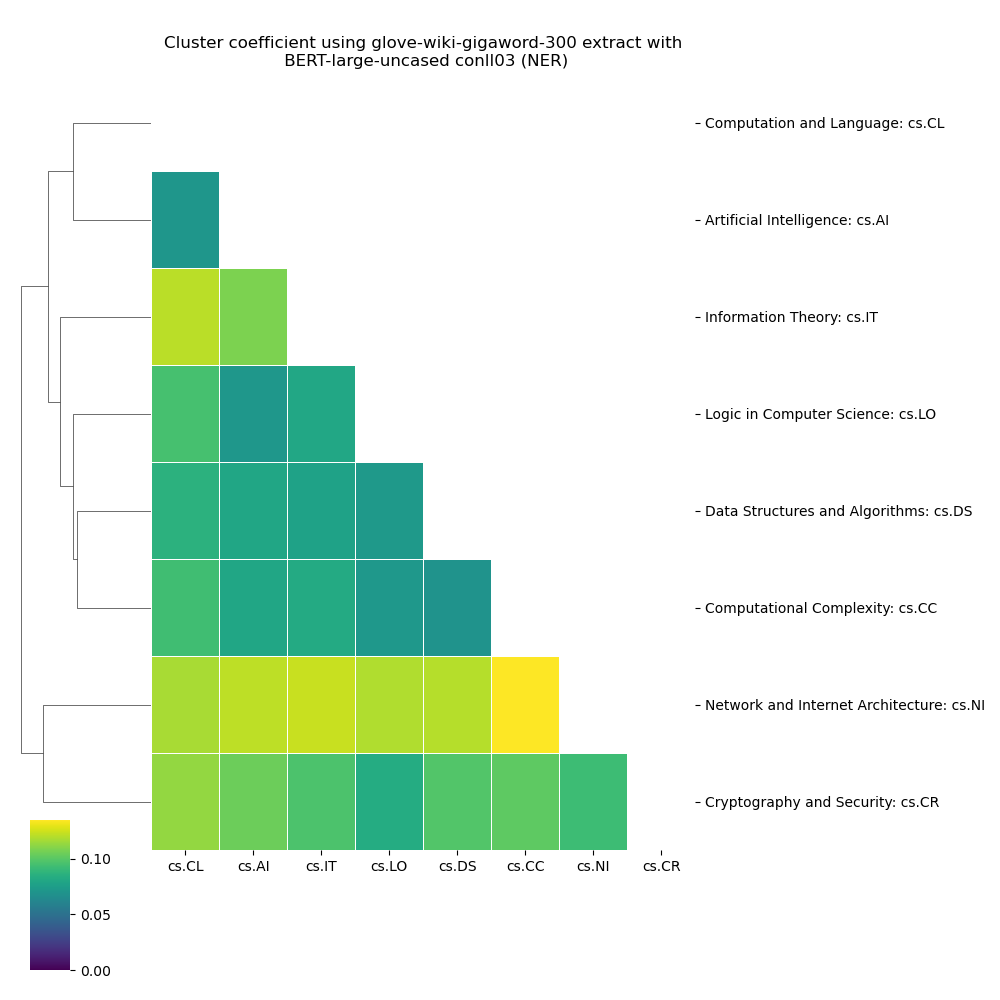 Cluster coefficient using glove-wiki-gigaword-300 extract with
BERT-large-uncased conll03 (NER)
Computation and Language: cs.CL
Artificial Intelligence: cs.AI
Information Theory: cs.IT
Logic in Computer Science: cs.LO
Data Structures and Algorithms: cs.DS
Computational Complexity: cs.CC
Network and Internet Architecture: cs.NI
Cryptography and Security: cs.CR
cs.CL cs.AI cs.IT cs.LO cs.DS cs.CC cs.NI cs.CR
0.10
0.05
0.00